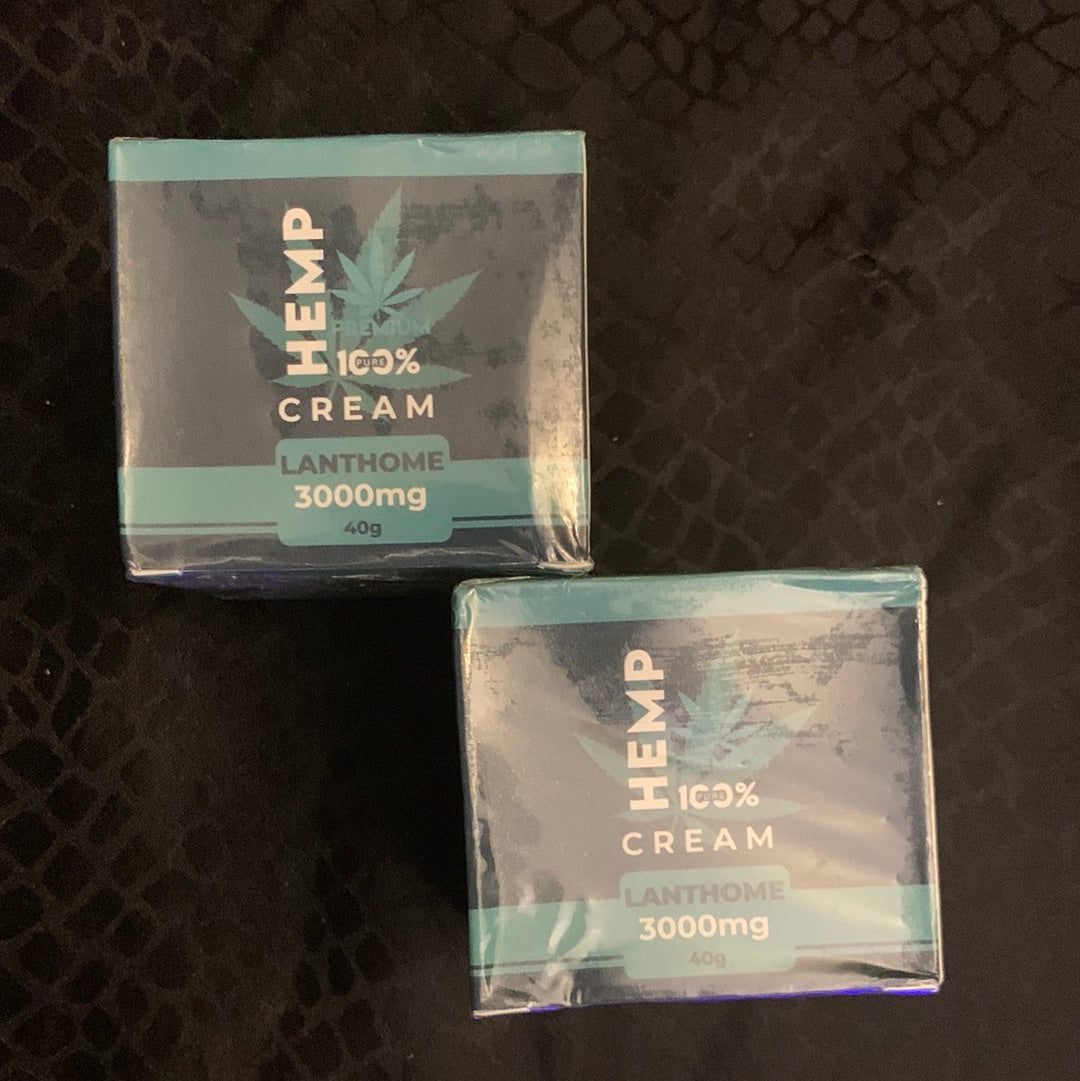 HEMP
PREMIUM
100%
PURE
CREAM
LANTHOME
3000mg
40g
HEMP
100%
PURE
CREAM
LANTHOME
3000mg
40g